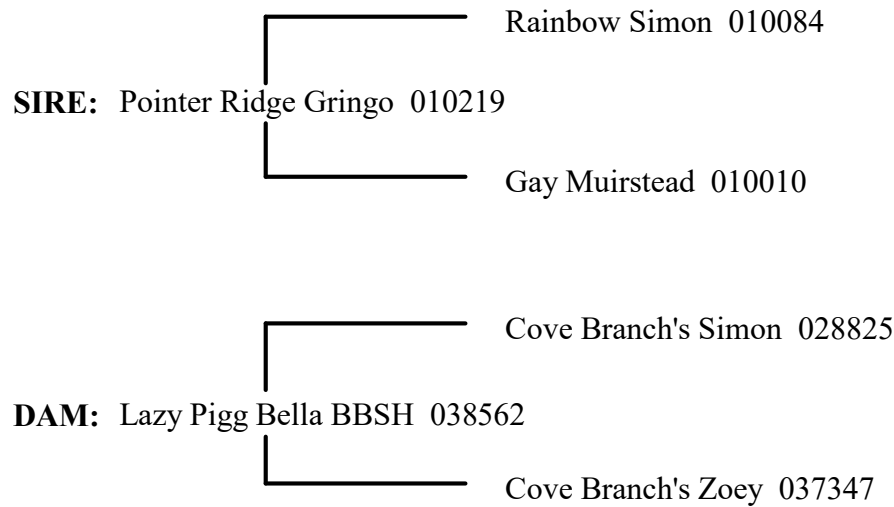 Rainbow Simon 010084
SIRE: Pointer Ridge Gringo 010219
Gay Muirstead 010010
Cove Branch's Simon 028825
DAM: Lazy Pigg Bella BBSH 038562
Cove Branch's Zoey 037347